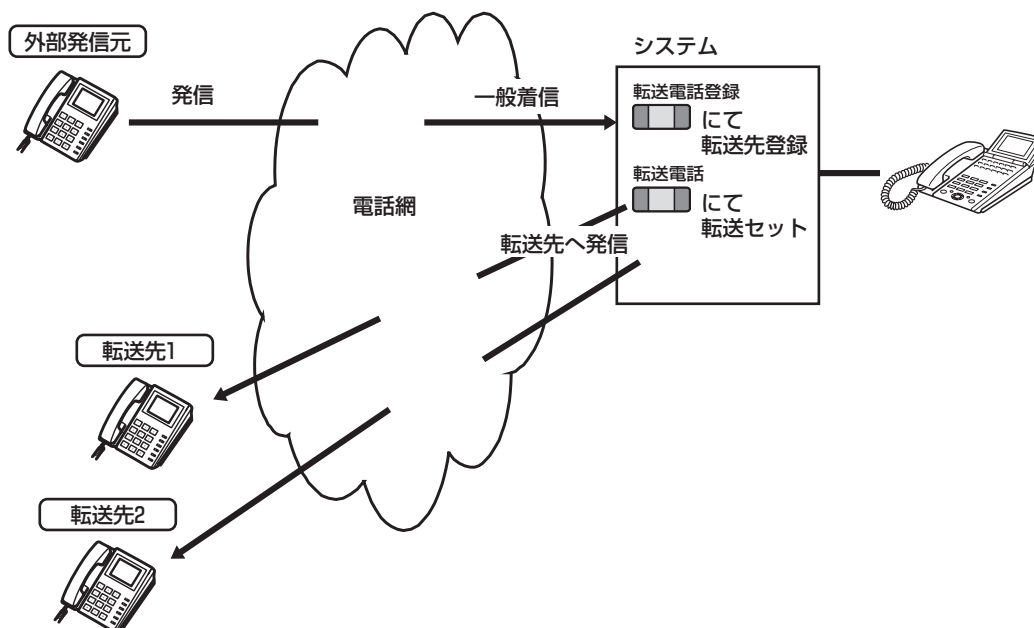 外部発信元
発信
一般着信
システム
転送電話登録
にて
転送先登録
転送電話
にて
転送セット
電話網
転送先へ発信
転送先1
転送先2